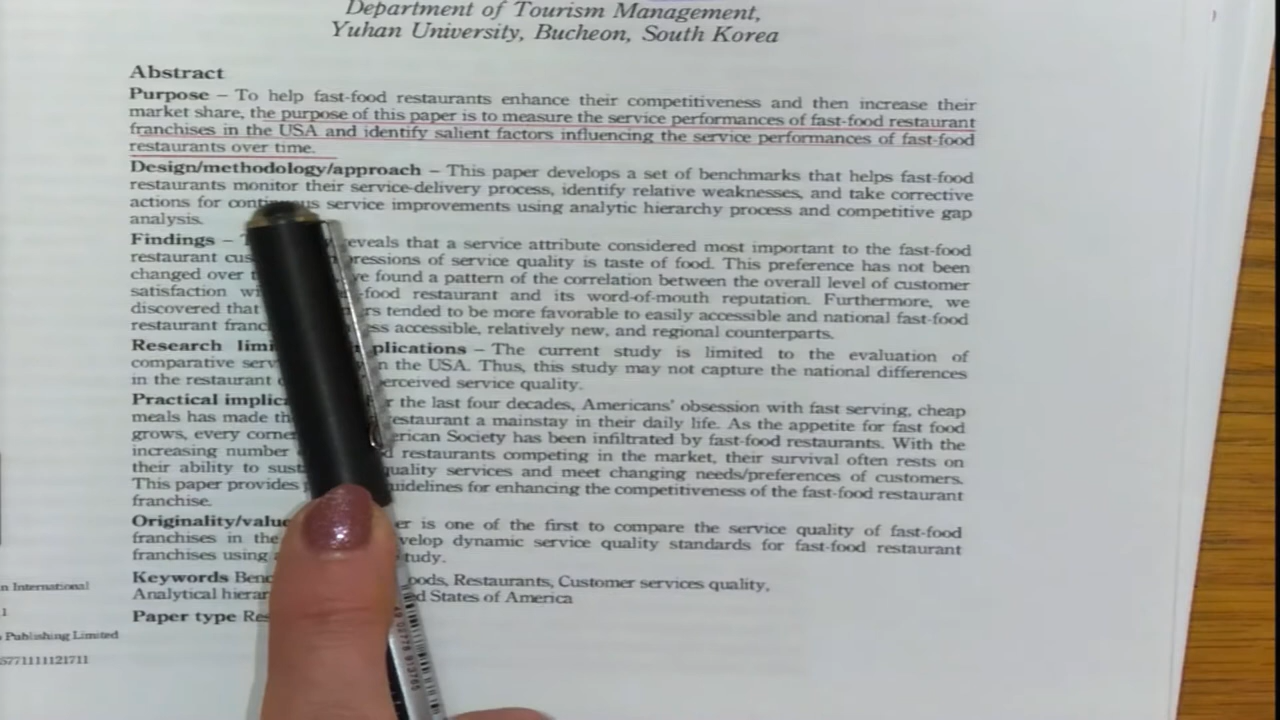 Department of Tourism Management,
Yuhan University, Bucheon, South Korea
Abstract
Purpose – To help fast-food restaurants enhance their competitiveness and then increase their
market share, the purpose of this paper is to measure the service performances of fast-food restaurant
franchises in the USA and identify salient factors influencing the service performances of fast-food
restaurants over time.
Design/methodology/approach – This paper develops a set of benchmarks that helps fast-food
restaurants monitor their service-delivery process, identify relative weaknesses, and take corrective
actions for continuous service improvements using analytic hierarchy process and competitive gap
analysis.
Findings – reveals that a service attribute considered most important to the fast-food
restaurant cus pressions of service quality is taste of food. This preference has not been
changed over ve found a pattern of the correlation between the overall level of customer
satisfaction wi -food restaurant and its word-of-mouth reputation. Furthermore, we
discovered that rs tended to be more favorable to easily accessible and national fast-food
restaurant franc ess accessible, relatively new, and regional counterparts.
Research limi plications – The current study is limited to the evaluation of
comparative serv n the USA. Thus, this study may not capture the national differences
in the restaurant perceived service quality.
Practical implic r the last four decades, Americans' obsession with fast serving, cheap
meals has made th restaurant a mainstay in their daily life. As the appetite for fast food
grows, every corne erican Society has been infiltrated by fast-food restaurants. With the
increasing number d restaurants competing in the market, their survival often rests on
their ability to sust quality services and meet changing needs/preferences of customers.
This paper provides uidelines for enhancing the competitiveness of the fast-food restaurant
franchise.
Originality/value er is one of the first to compare the service quality of fast-food
franchises in the velop dynamic service quality standards for fast-food restaurant
franchises using tudy.
Keywords Benc oods, Restaurants, Customer services quality,
Analytical hierar ed States of America
Paper type Res
n International
1
Publishing Limited
5771111121711